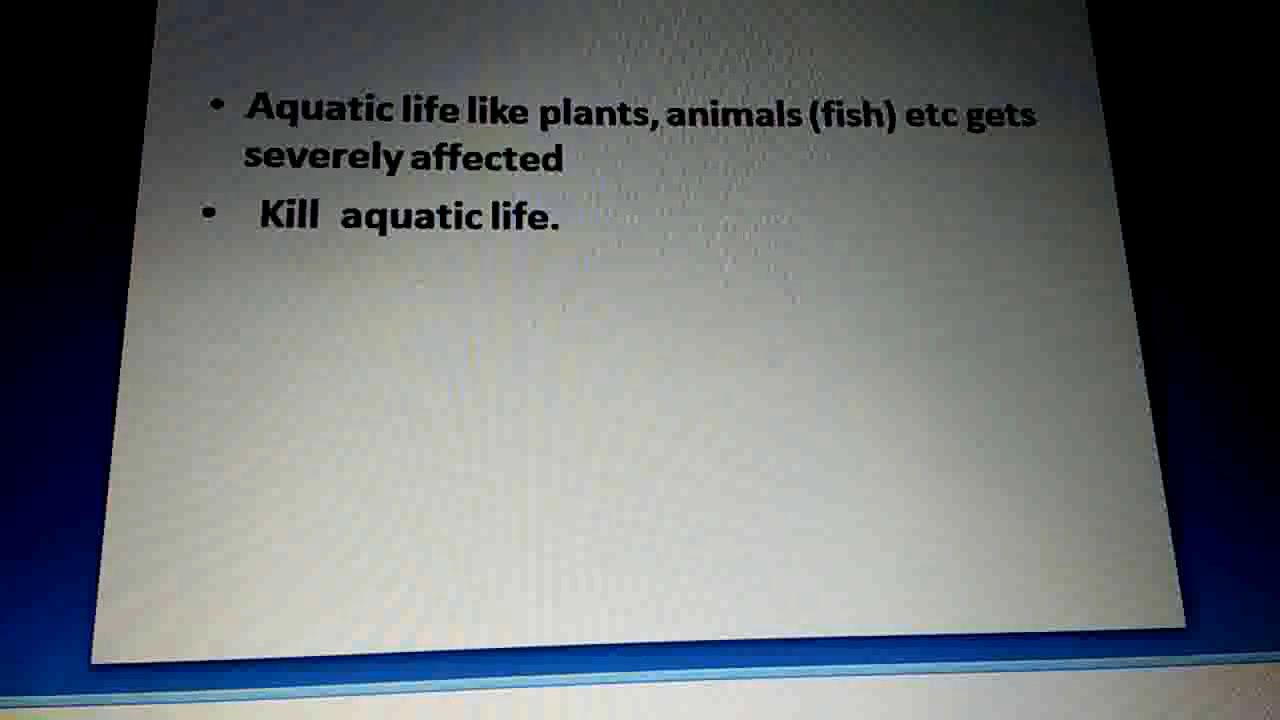 • Aquatic life like plants, animals (fish) etc gets
severely affected
• Kill aquatic life.